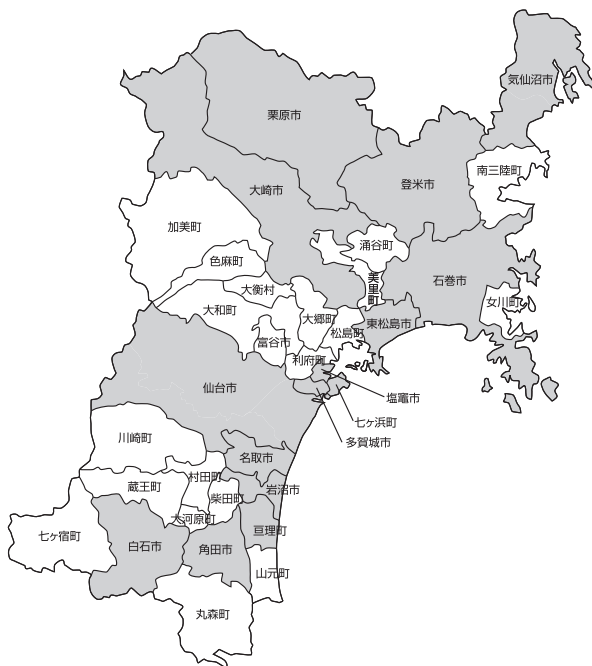 気仙沼市
栗原市
南三陸町
登米市
大崎市
加美町
涌谷町
色麻町
石巻市
美里町
大衡村
女川町
大和町
大郷町
東松島市
松島町
富谷市
利府町
仙台市
塩竈市
七ヶ浜町
川崎町
多賀城市
名取市
村田町
蔵王町
岩沼市
柴田町
大河原町
亘理町
七ヶ宿町
白石市
角田市
山元町
丸森町